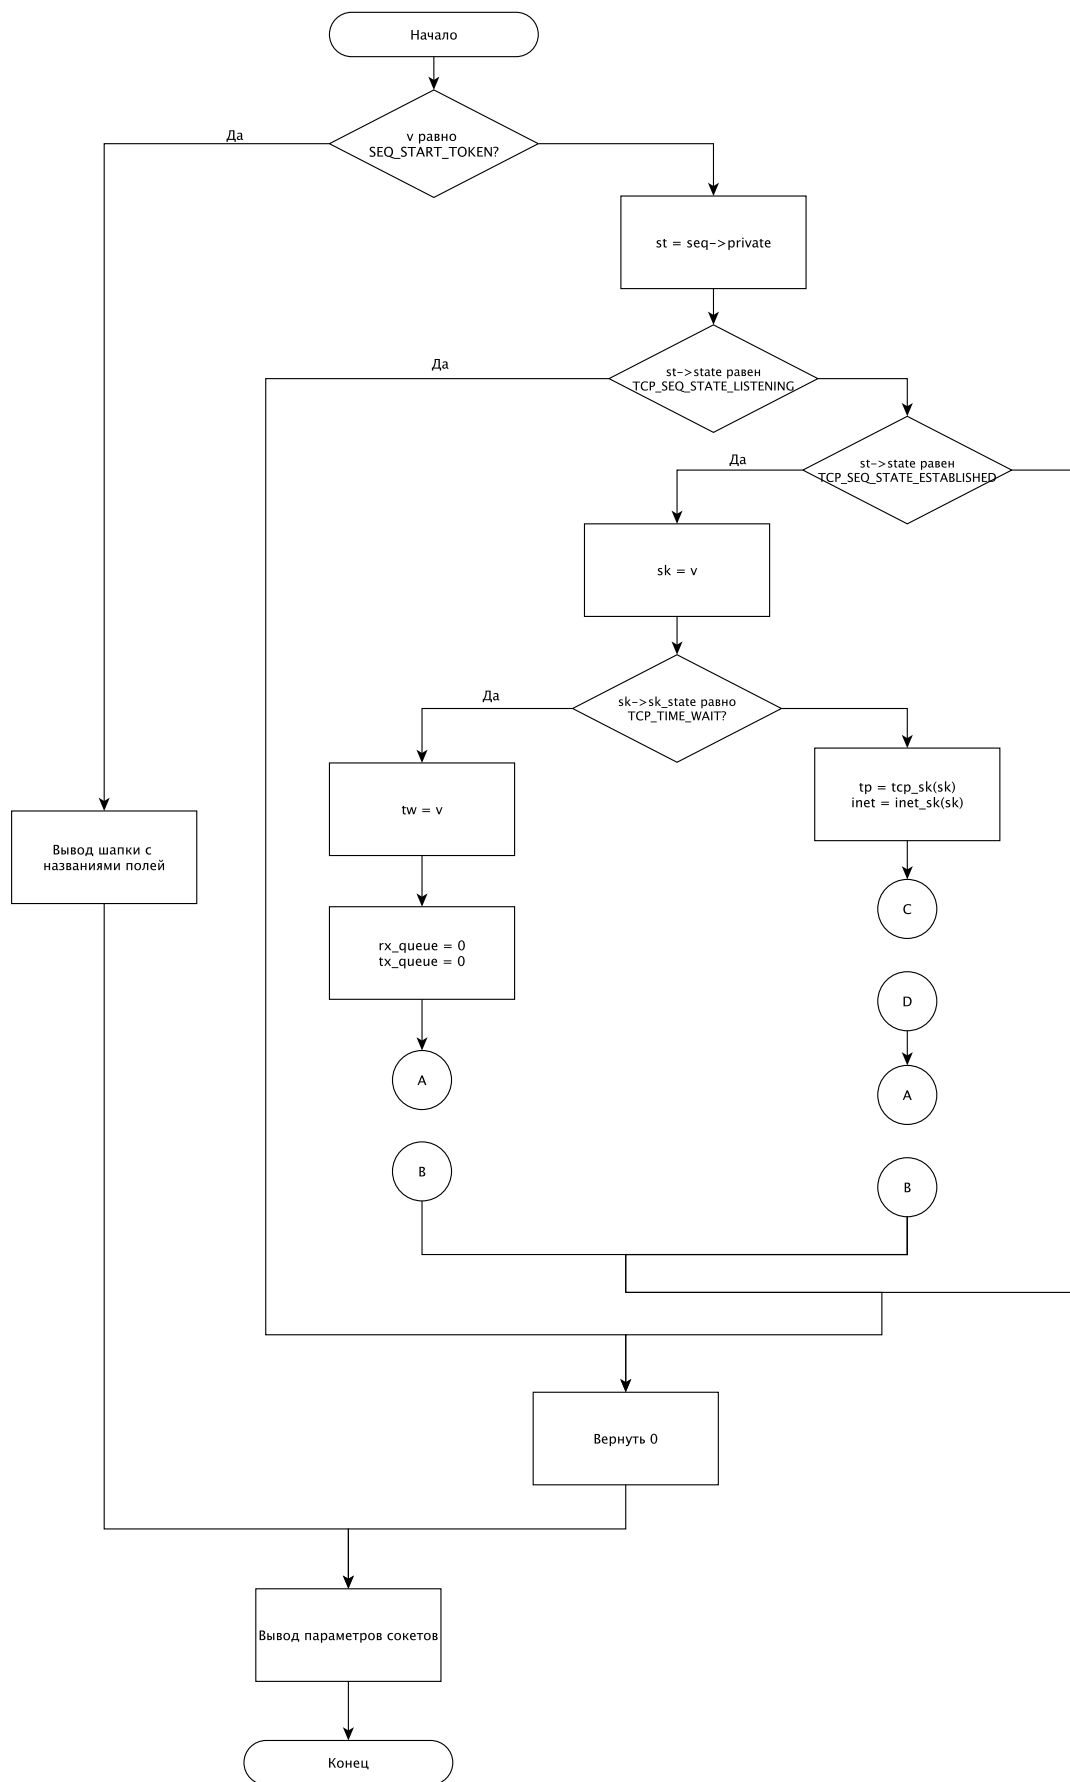 Начало
Да
v равно
SEQ_START_TOKEN?
st = seq->private
Да
st->state равен
TCP_SEQ_STATE_LISTENING
Да
st->state равен
TCP_SEQ_STATE_ESTABLISHED
sk = v
Да
sk->sk_state равно
TCP_TIME_WAIT?
tw = v
tp = tcp_sk(sk)
inet = inet_sk(sk)
Вывод шапки с
названиями полей
C
rx_queue = 0
tx_queue = 0
D
A
A
B
B
Вернуть 0
Вывод параметров сокетов
Конец